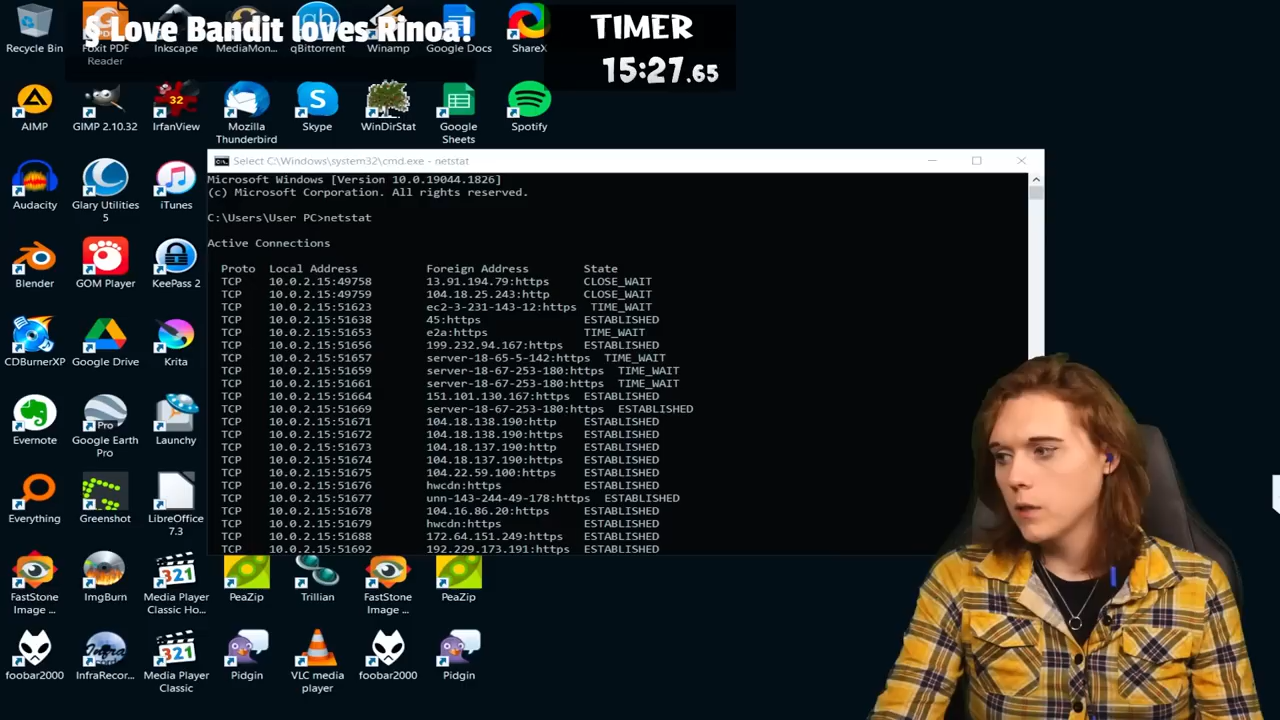 § Love Bandit loves Rinoa!
TIMER
15:27.65
Recycle Bin
Foxit PDF
Reader
Inkscape
MediaMon...
qBittorrent
Winamp
Google Docs
ShareX
AIMP
GIMP 2.10.32
IrfanView
Mozilla
Thunderbird
Skype
WinDirStat
Google
Sheets
Spotify
Audacity
Glary Utilities
5
iTunes
Blender
GOM Player
KeePass 2
CDBurnerXP
Google Drive
Krita
Evernote
Google Earth
Pro
Launchy
Everything
Greenshot
LibreOffice
7.3
FastStone
Image ...
ImgBurn
Media Player
Classic Ho...
PeaZip
Trillian
FastStone
Image ...
PeaZip
foobar2000
InfraRecor...
Media Player
Classic
Pidgin
VLC media
player
foobar2000
Pidgin
Select C:\Windows\system32\cmd.exe - netstat
Microsoft Windows [Version 10.0.19044.1826]
(c) Microsoft Corporation. All rights reserved.
C:\Users\User PC>netstat
Active Connections
Proto Local Address Foreign Address State
TCP 10.0.2.15:49758 13.91.194.79:https CLOSE_WAIT
TCP 10.0.2.15:49759 104.18.25.243:http CLOSE_WAIT
TCP 10.0.2.15:51623 ec2-3-231-143-12:https TIME_WAIT
TCP 10.0.2.15:51638 45:https ESTABLISHED
TCP 10.0.2.15:51653 e2a:https TIME_WAIT
TCP 10.0.2.15:51656 199.232.94.167:https ESTABLISHED
TCP 10.0.2.15:51657 server-18-65-5-142:https TIME_WAIT
TCP 10.0.2.15:51659 server-18-67-253-180:https TIME_WAIT
TCP 10.0.2.15:51661 server-18-67-253-180:https TIME_WAIT
TCP 10.0.2.15:51664 151.101.130.167:https ESTABLISHED
TCP 10.0.2.15:51669 server-18-67-253-180:https ESTABLISHED
TCP 10.0.2.15:51671 104.18.138.190:http ESTABLISHED
TCP 10.0.2.15:51672 104.18.138.190:http ESTABLISHED
TCP 10.0.2.15:51673 104.18.137.190:http ESTABLISHED
TCP 10.0.2.15:51674 104.18.137.190:http ESTABLISHED
TCP 10.0.2.15:51675 104.22.59.100:https ESTABLISHED
TCP 10.0.2.15:51676 hwcdn:https ESTABLISHED
TCP 10.0.2.15:51677 unn-143-244-49-178:https ESTABLISHED
TCP 10.0.2.15:51678 104.16.86.20:https ESTABLISHED
TCP 10.0.2.15:51679 hwcdn:https ESTABLISHED
TCP 10.0.2.15:51688 172.64.151.249:https ESTABLISHED
TCP 10.0.2.15:51692 192.229.173.191:https ESTABLISHED